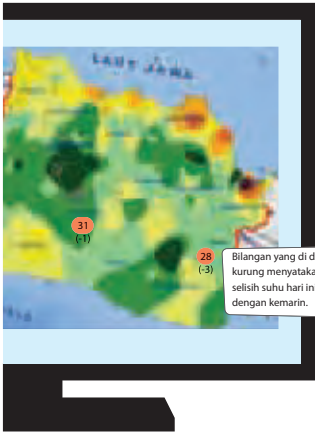 LAUT JAWA
31
(-1)
28
(-3)
Bilangan yang di d
kurung menyataka
selisih suhu hari in
dengan kemarin.